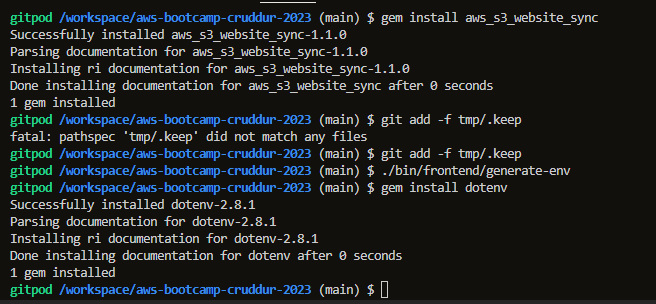 gitpod /workspace/aws-bootcamp-cruddur-2023 (main) $ gem install aws_s3_website_sync
Successfully installed aws_s3_website_sync-1.1.0
Parsing documentation for aws_s3_website_sync-1.1.0
Installing ri documentation for aws_s3_website_sync-1.1.0
Done installing documentation for aws_s3_website_sync after 0 seconds
1 gem installed
gitpod /workspace/aws-bootcamp-cruddur-2023 (main) $ git add -f tmp/.keep
fatal: pathspec 'tmp/.keep' did not match any files
gitpod /workspace/aws-bootcamp-cruddur-2023 (main) $ git add -f tmp/.keep
gitpod /workspace/aws-bootcamp-cruddur-2023 (main) $ ./bin/frontend/generate-env
gitpod /workspace/aws-bootcamp-cruddur-2023 (main) $ gem install dotenv
Successfully installed dotenv-2.8.1
Parsing documentation for dotenv-2.8.1
Installing ri documentation for dotenv-2.8.1
Done installing documentation for dotenv after 0 seconds
1 gem installed
gitpod /workspace/aws-bootcamp-cruddur-2023 (main) $